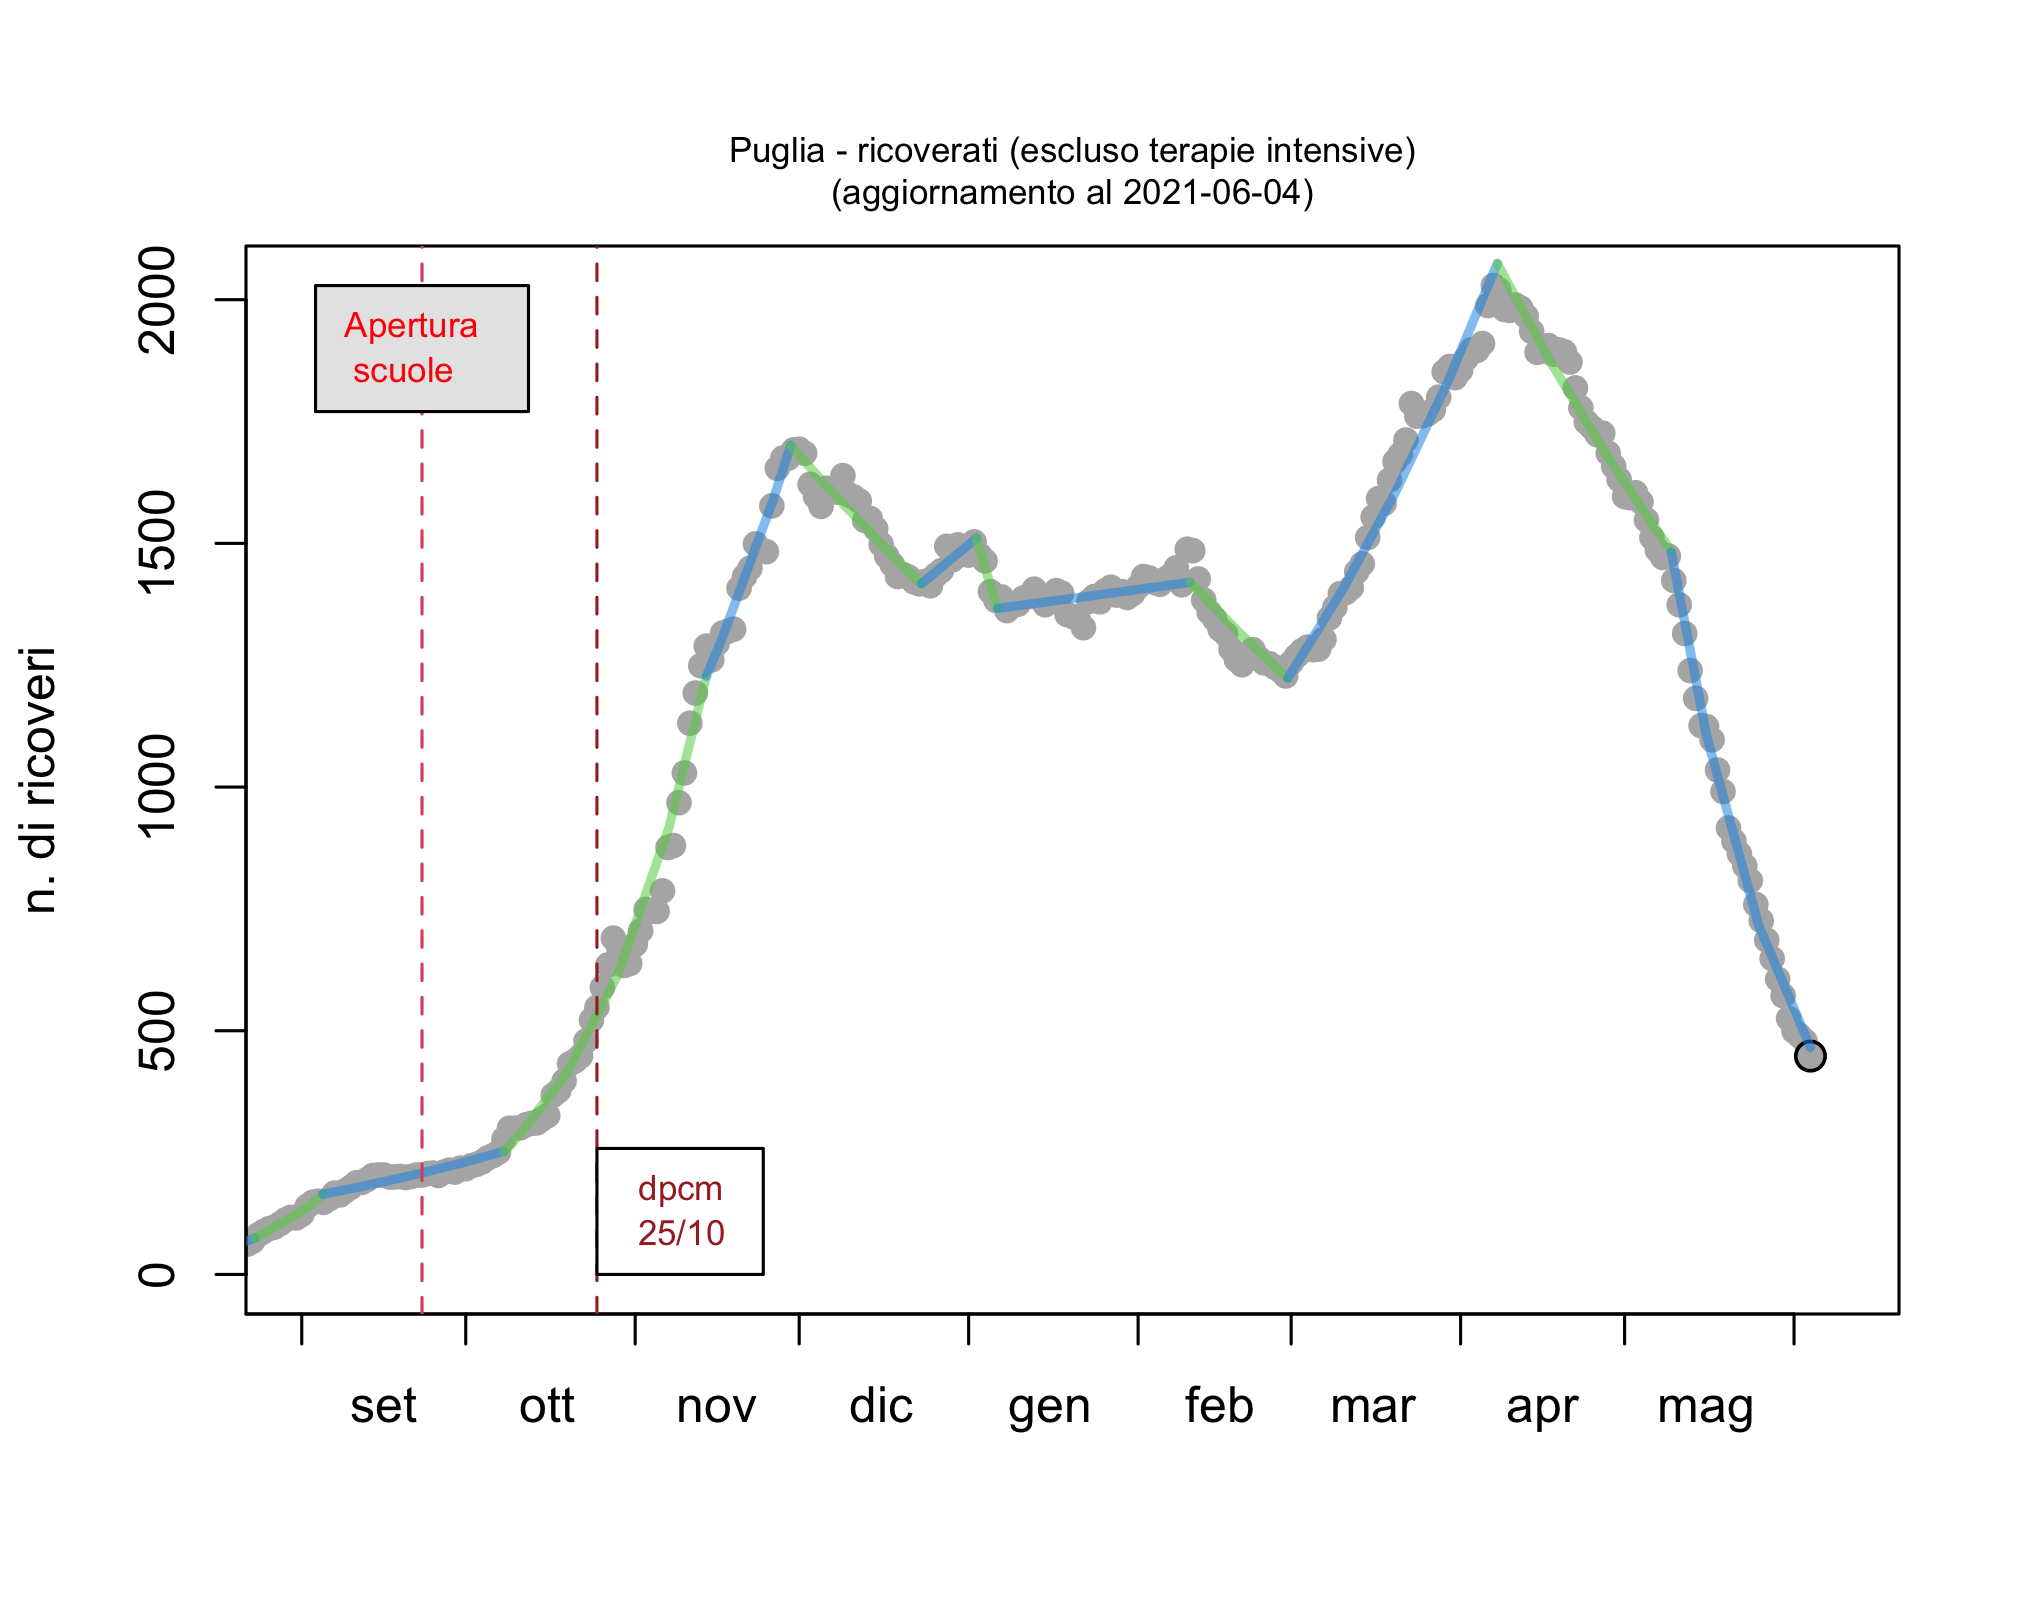 Puglia - ricoverati (escluso terapie intensive)
(aggiornamento al 2021-06-04)
n. di ricoveri
2000
1500
1000
500
0
Apertura
scuole
dpcm
25/10
set ott nov dic gen feb mar apr mag